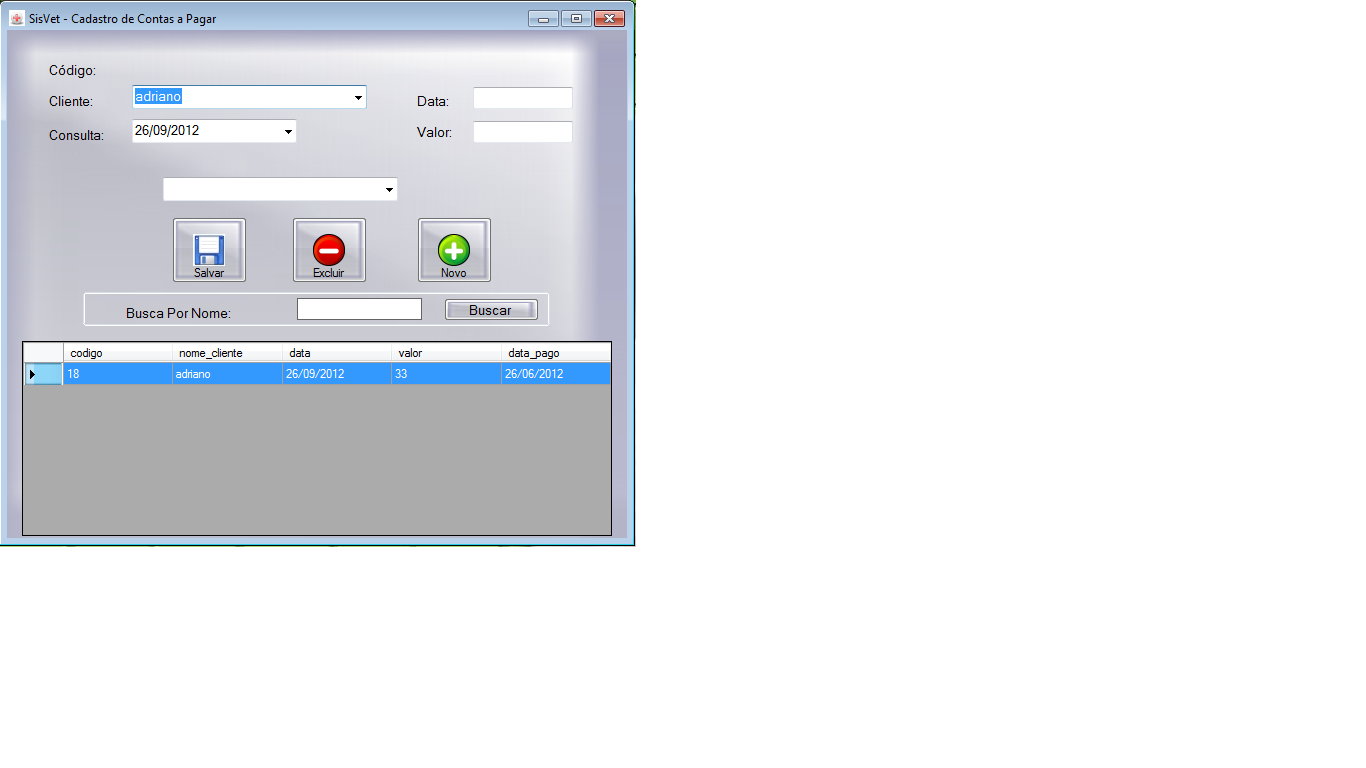 SisVet - Cadastro de Contas a Pagar
Código:
Cliente: adriano Data:
Consulta: 26/09/2012 Valor:
Salvar Excluir Novo
Busca Por Nome: Buscar
codigo nome_cliente data valor data_pago
18 adriano 26/09/2012 33 26/06/2012